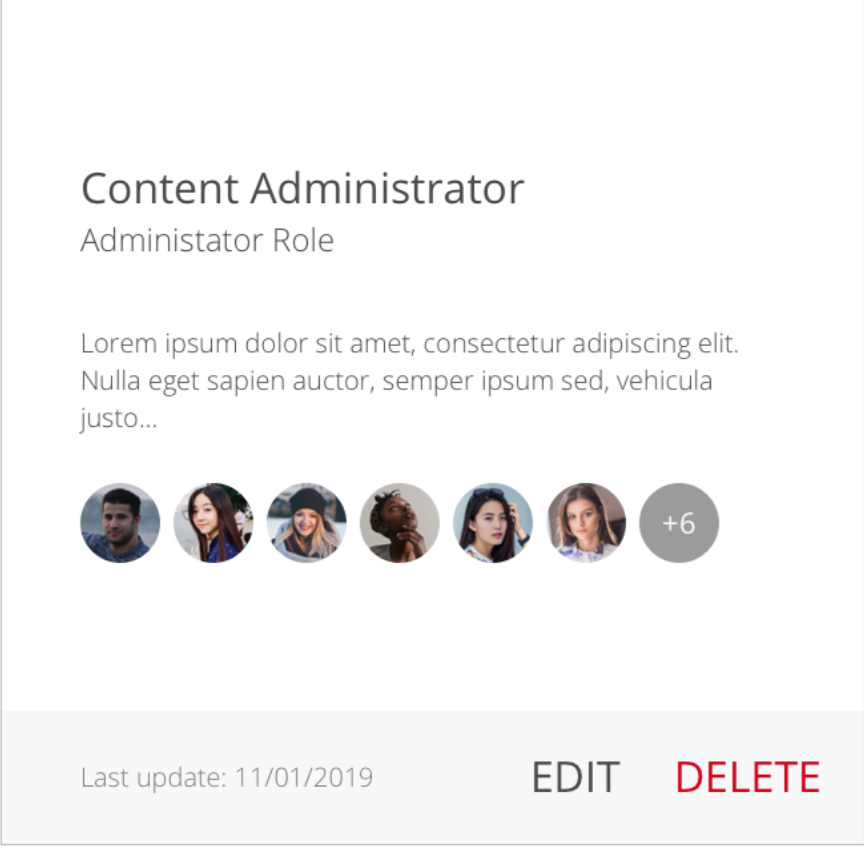 Content Administrator
Administator Role
Lorem ipsum dolor sit amet, consectetur adipiscing elit.
Nulla eget sapien auctor, semper ipsum sed, vehicula
justo...
+6
Last update: 11/01/2019 EDIT DELETE